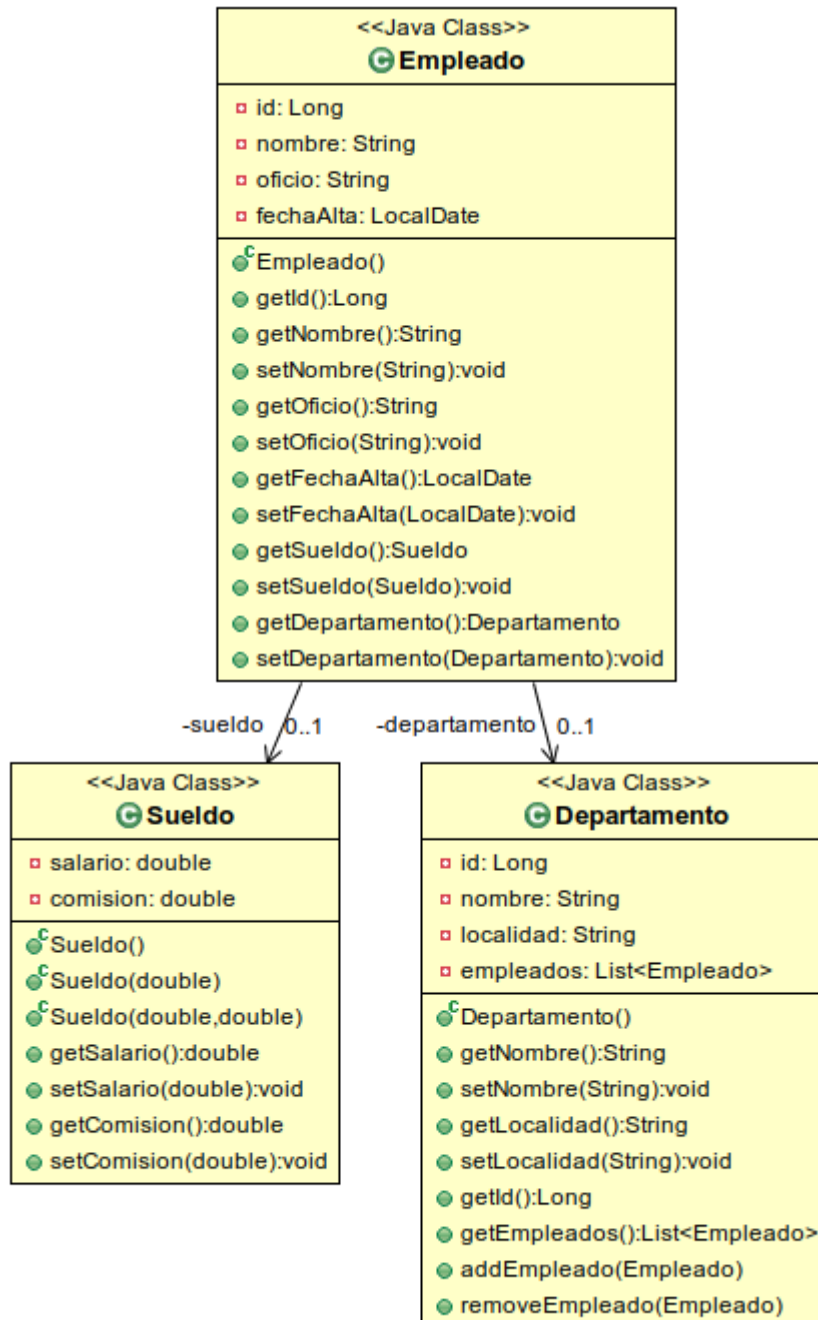 <<Java Class>>
Empleado
id: Long
nombre: String
oficio: String
fechaAlta: LocalDate
Empleado()
getId():Long
getNombre():String
setNombre(String):void
getOficio():String
setOficio(String):void
getFechaAlta():LocalDate
setFechaAlta(LocalDate):void
getSueldo():Sueldo
setSueldo(Sueldo):void
getDepartamento():Departamento
setDepartamento(Departamento):void
-sueldo 0..1
-departamento 0..1
<<Java Class>>
Sueldo
salario: double
comision: double
Sueldo()
Sueldo(double)
Sueldo(double,double)
getSalario():double
setSalario(double):void
getComision():double
setComision(double):void
<<Java Class>>
Departamento
id: Long
nombre: String
localidad: String
empleados: List<Empleado>
Departamento()
getNombre():String
setNombre(String):void
getLocalidad():String
setLocalidad(String):void
getId():Long
getEmpleados():List<Empleado>
addEmpleado(Empleado)
removeEmpleado(Empleado)